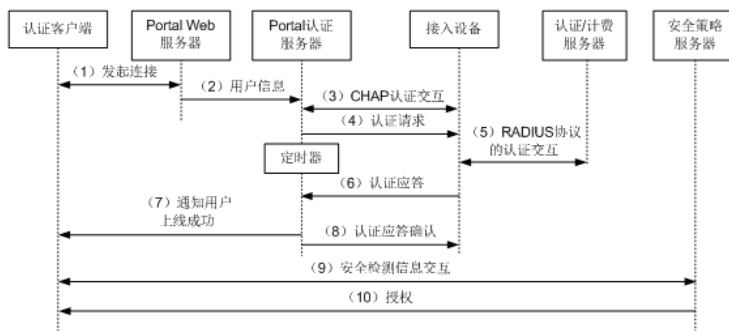 认证客户端
Portal Web
服务器
Portal认证
服务器
接入设备
认证/计费
服务器
安全策略
服务器
（1）发起连接
（2）用户信息
（3）CHAP认证交互
（4）认证请求
（5）RADIUS协议
的认证交互
定时器
（6）认证应答
（7）通知用户
上线成功
（8）认证应答确认
（9）安全检测信息交互
（10）授权